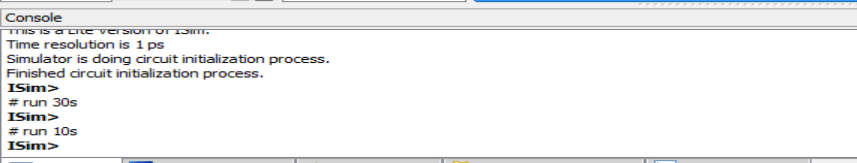 Console
This is a Lite version of ISim.
Time resolution is 1 ps
Simulator is doing circuit initialization process.
Finished circuit initialization process.
ISim>
# run 30s
ISim>
# run 10s
ISim>